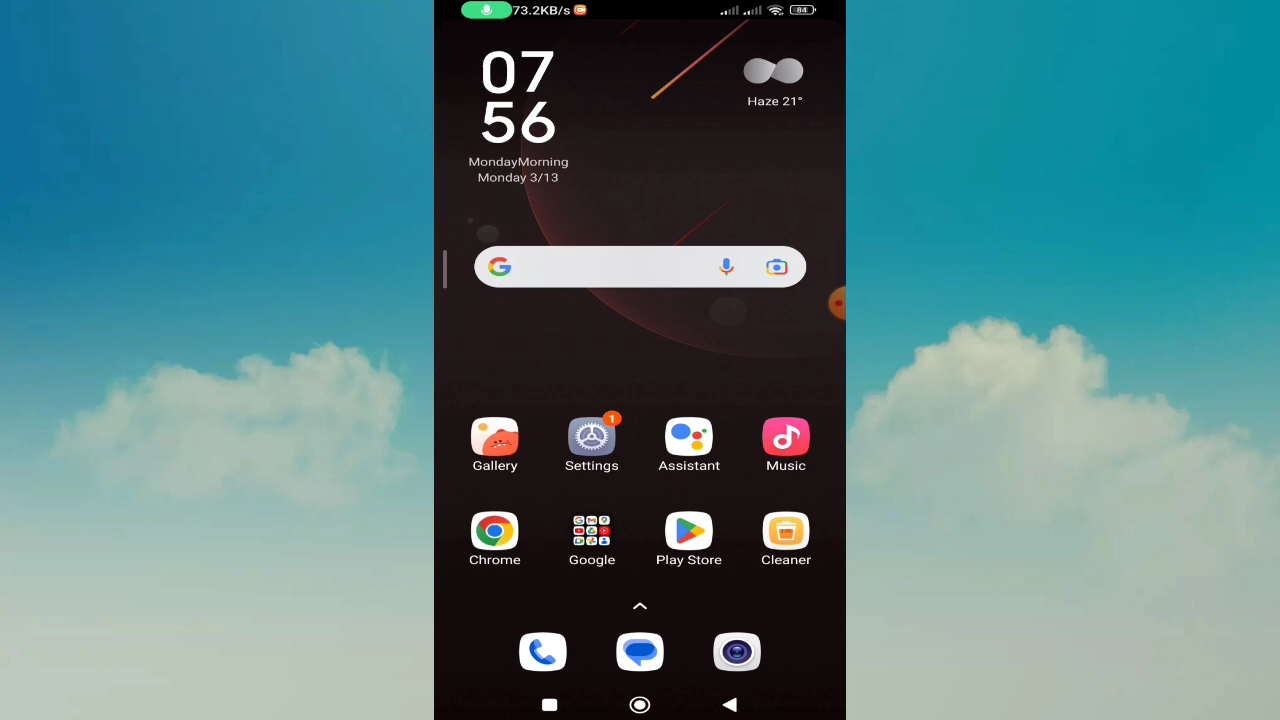 73.2KB/s
84
07
56
MondayMorning
Monday 3/13
Haze 21°
1
Gallery
Settings
Assistant
Music
Chrome
Google
Play Store
Cleaner